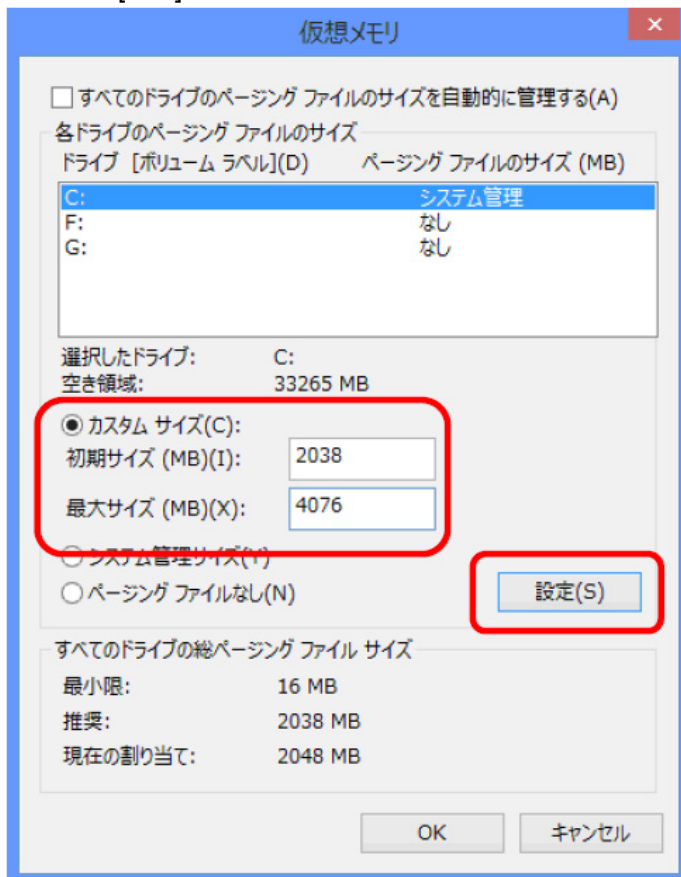 仮想メモリ
すべてのドライブのページング ファイルのサイズを自動的に管理する(A)
各ドライブのページング ファイルのサイズ
ドライブ [ボリューム ラベル](D) ページング ファイルのサイズ (MB)
C: システム管理
F: なし
G: なし
選択したドライブ: C:
空き領域: 33265 MB
カスタム サイズ(C):
初期サイズ (MB)(I): 2038
最大サイズ (MB)(X): 4076
システム管理サイズ(Y)
ページング ファイルなし(N) 設定(S)
すべてのドライブの総ページング ファイル サイズ
最小限: 16 MB
推奨: 2038 MB
現在の割り当て: 2048 MB
OK キャンセル